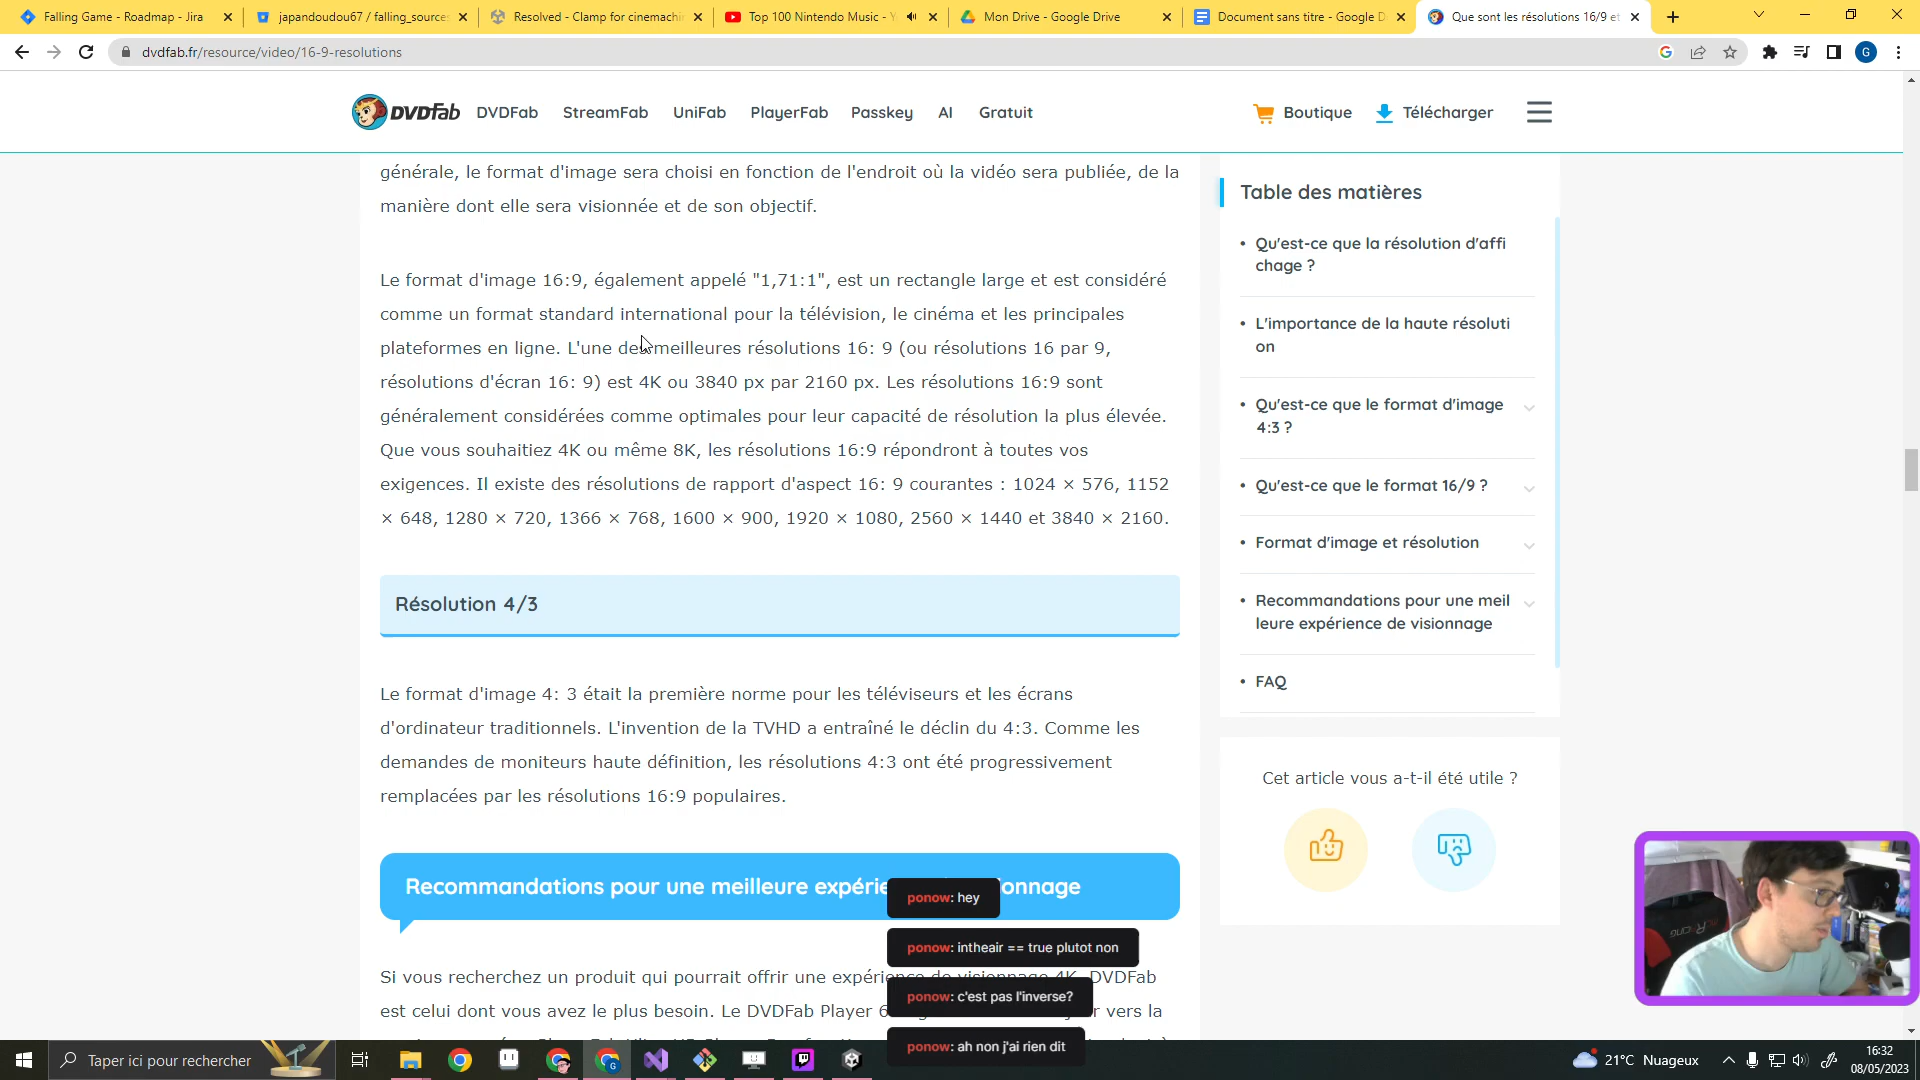 Falling Game - Roadmap - Jira
japandoudou67 / falling_source
Resolved - Clamp for cinemachi
Top 100 Nintendo Music - Y
Mon Drive - Google Drive
Document sans titre - Google D
Que sont les résolutions 16/9 et
dvdfab.fr/resource/video/16-9-resolutions
G
DVDFab
DVDFab
StreamFab
UniFab
PlayerFab
Passkey
AI
Gratuit
Boutique
Télécharger
générale, le format d'image sera choisi en fonction de l'endroit où la vidéo sera publiée, de la
manière dont elle sera visionnée et de son objectif.
Le format d'image 16:9, également appelé "1,71:1", est un rectangle large et est considéré
comme un format standard international pour la télévision, le cinéma et les principales
plateformes en ligne. L'une des meilleures résolutions 16: 9 (ou résolutions 16 par 9,
résolutions d'écran 16: 9) est 4K ou 3840 px par 2160 px. Les résolutions 16:9 sont
généralement considérées comme optimales pour leur capacité de résolution la plus élevée.
Que vous souhaitiez 4K ou même 8K, les résolutions 16:9 répondront à toutes vos
exigences. Il existe des résolutions de rapport d'aspect 16: 9 courantes : 1024 × 576, 1152
× 648, 1280 × 720, 1366 × 768, 1600 × 900, 1920 × 1080, 2560 × 1440 et 3840 × 2160.
Résolution 4/3
Le format d'image 4: 3 était la première norme pour les téléviseurs et les écrans
d'ordinateur traditionnels. L'invention de la TVHD a entraîné le déclin du 4:3. Comme les
demandes de moniteurs haute définition, les résolutions 4:3 ont été progressivement
remplacées par les résolutions 16:9 populaires.
Recommandations pour une meilleure expérie onnage
Si vous recherchez un produit qui pourrait offrir une expérience de visionnage 4K, DVDFab
est celui dont vous avez le plus besoin. Le DVDFab Player 6 r vers la
Table des matières
• Qu'est-ce que la résolution d'affi
chage ?
• L'importance de la haute résoluti
on
• Qu'est-ce que le format d'image
4:3 ?
• Qu'est-ce que le format 16/9 ?
• Format d'image et résolution
• Recommandations pour une meil
leure expérience de visionnage
• FAQ
Cet article vous a-t-il été utile ?
ponow: hey
ponow: intheair == true plutot non
ponow: c'est pas l'inverse?
ponow: ah non j'ai rien dit
Taper ici pour rechercher
21°C Nuageux
16:32
08/05/2023